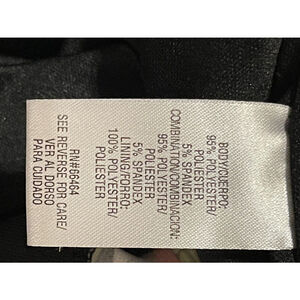 BODY/CUERPO:
95% POLYESTER/
POLIESTER
5% SPANDEX
COMBINATION/COMBINACION:
95% POLYESTER/
POLIESTER
5% SPANDEX
LINING/FORRO:
100% POLYESTER/
POLIESTER
RN#66464
SEE REVERSE FOR CARE/
VER AL DORSO
PARA CUIDADO